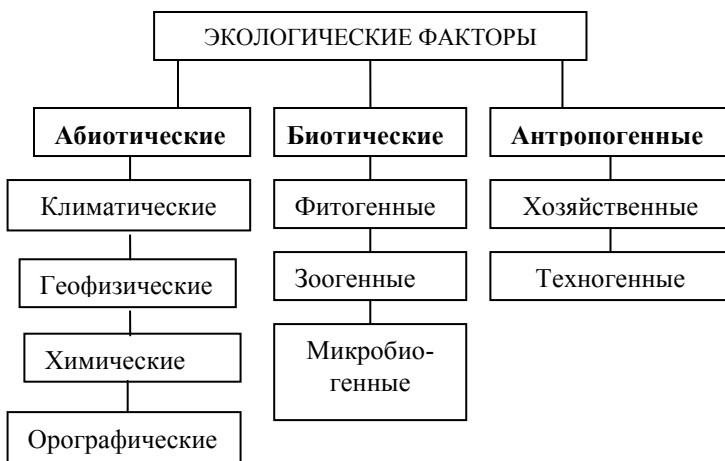 ЭКОЛОГИЧЕСКИЕ ФАКТОРЫ
Абиотические
Биотические
Антропогенные
Климатические
Фитогенные
Хозяйственные
Геофизические
Зоогенные
Техногенные
Химические
Микробио-
генные
Орографические